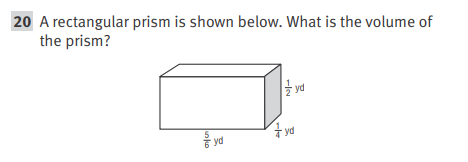 20 A rectangular prism is shown below. What is the volume of
the prism?
1/2 yd
1/4 yd
5/6 yd